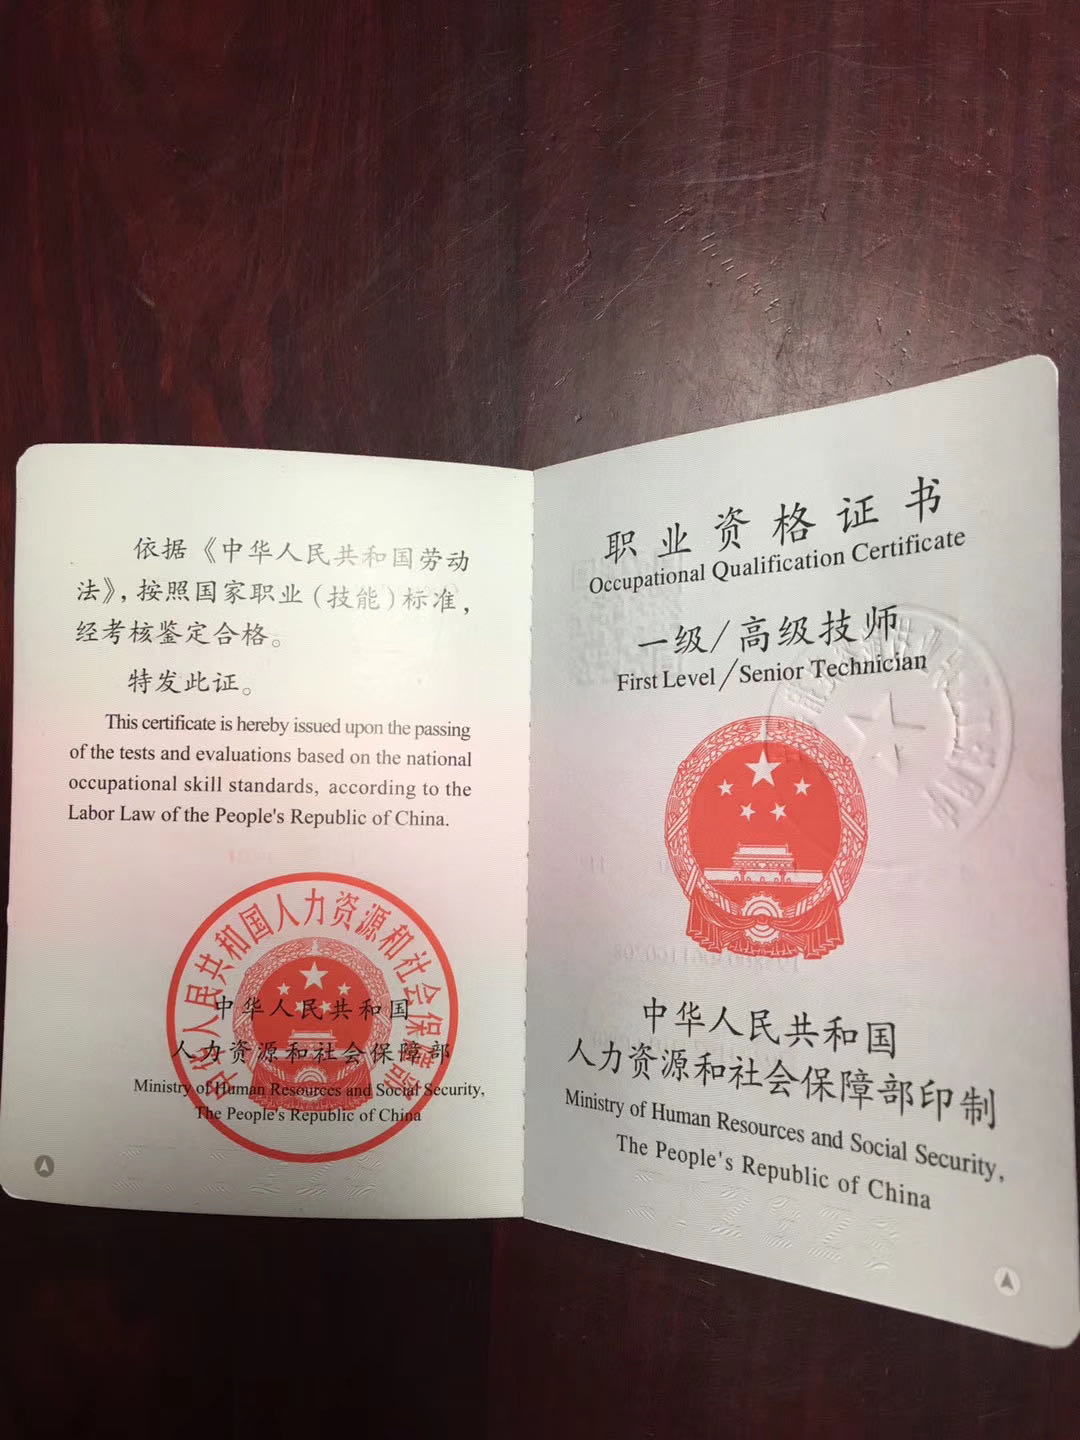 依据《中华人民共和国劳动
法》，按照国家职业（技能）标准，
经考核鉴定合格。
特发此证。
This certificate is hereby issued upon the passing
of the tests and evaluations based on the national
occupational skill standards, according to the
Labor Law of the People's Republic of China.
中华人民共和国人力资源和社会保障部
中华人民共和国
人力资源和社会保障部
Ministry of Human Resources and Social Security,
The People's Republic of China
职业资格证书
Occupational Qualification Certificate
一级/高级技师
First Level/Senior Technician
中华人民共和国
人力资源和社会保障部印制
Ministry of Human Resources and Social Security,
The People's Republic of China